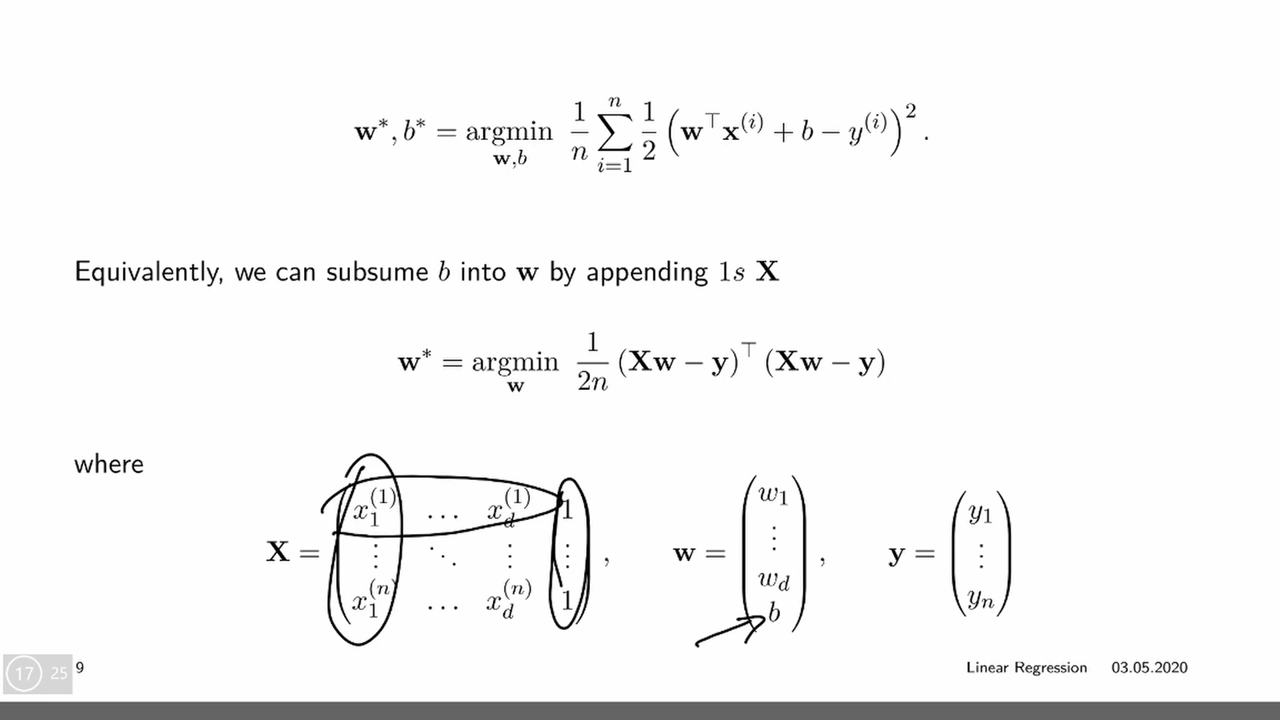 w*, b* = argmin_{w,b} 1/n ∑_{i=1}^{n} 1/2 (w^⊤ x^{(i)} + b − y^{(i)})^2 .
Equivalently, we can subsume b into w by appending 1s X
w* = argmin_w 1/2n (Xw − y)^⊤ (Xw − y)
where
X = ( x_1^{(1)} … x_d^{(1)} 1 ; ⋮ ⋱ ⋮ ⋮ ; x_1^{(n)} … x_d^{(n)} 1 ) , w = ( w_1 ⋮ w_d b ) , y = ( y_1 ⋮ y_n )
17 25 9 Linear Regression 03.05.2020